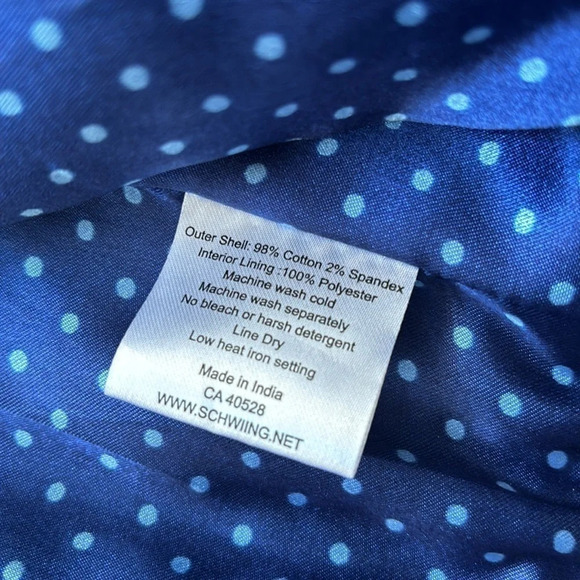 Outer Shell: 98% Cotton 2% Spandex
Interior Lining :100% Polyester
Machine wash cold
Machine wash separately
No bleach or harsh detergent
Line Dry
Low heat iron setting
Made in India
CA 40528
WWW.SCHWIING.NET